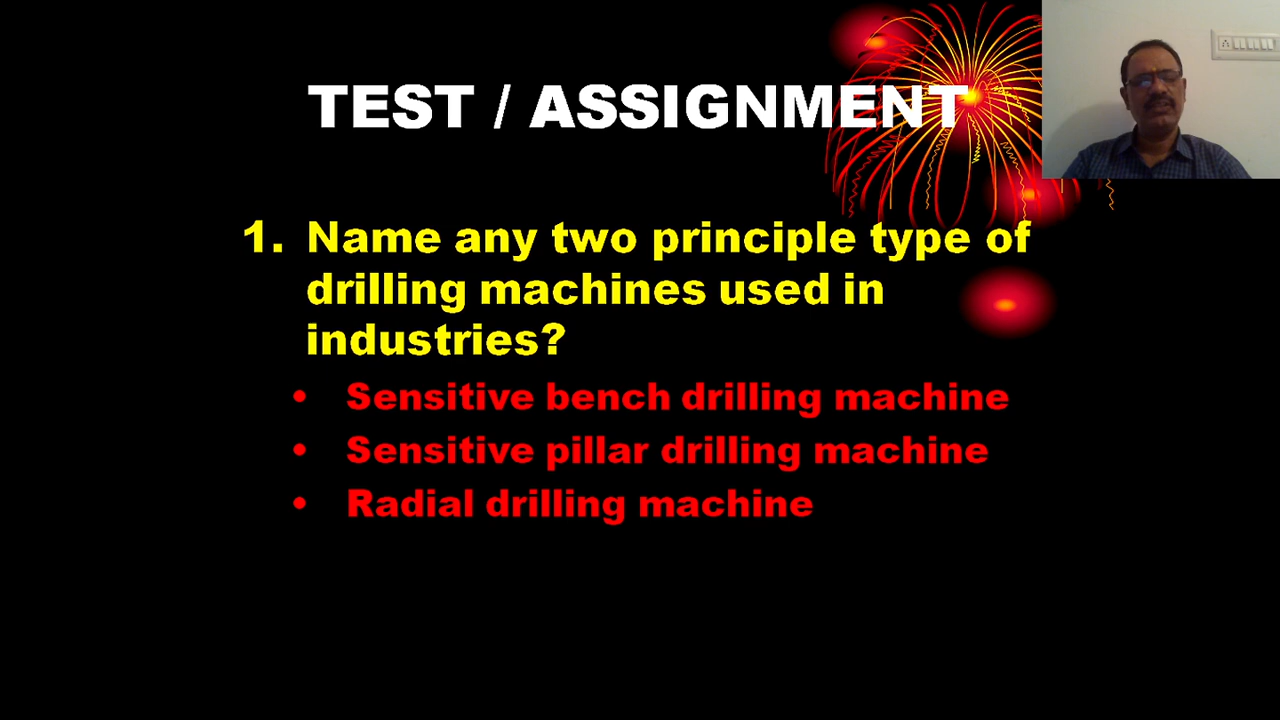 TEST / ASSIGNMENT
1. Name any two principle type of
drilling machines used in
industries?
• Sensitive bench drilling machine
• Sensitive pillar drilling machine
• Radial drilling machine